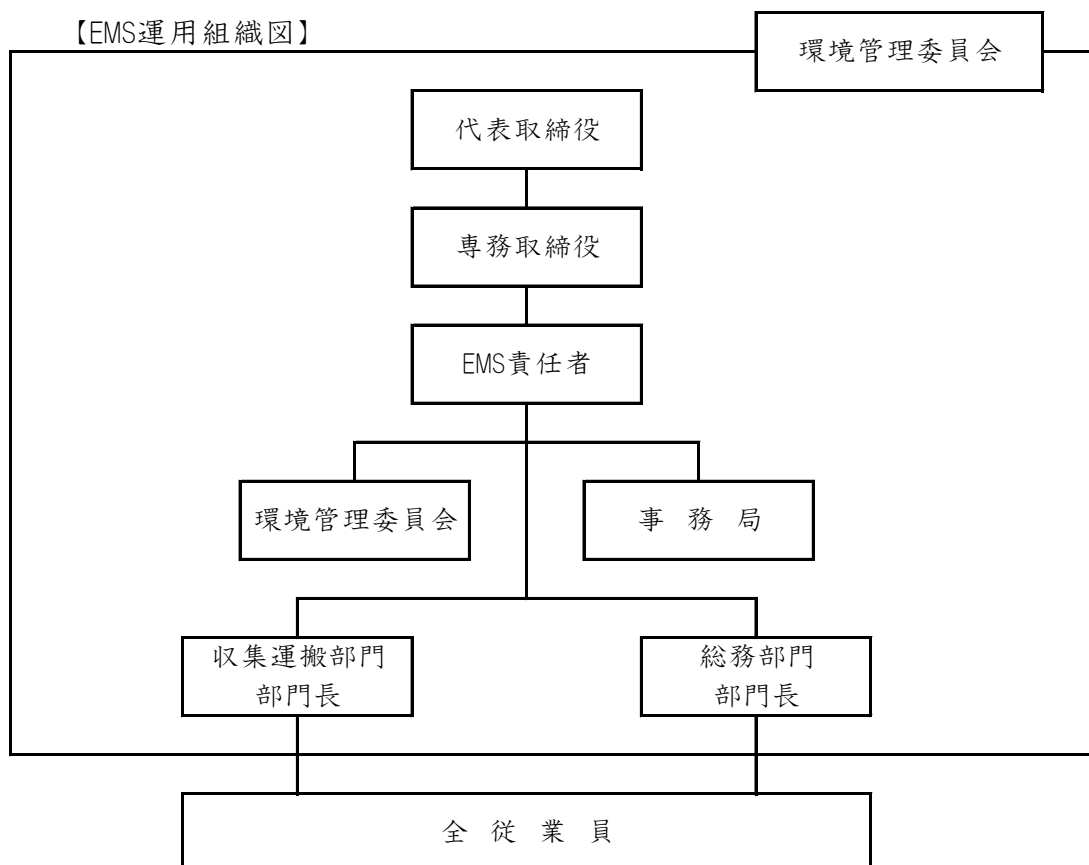 【EMS運用組織図】
環境管理委員会
代表取締役
専務取締役
EMS責任者
環境管理委員会
事 務 局
収集運搬部門
部門長
総務部門
部門長
全 従 業 員